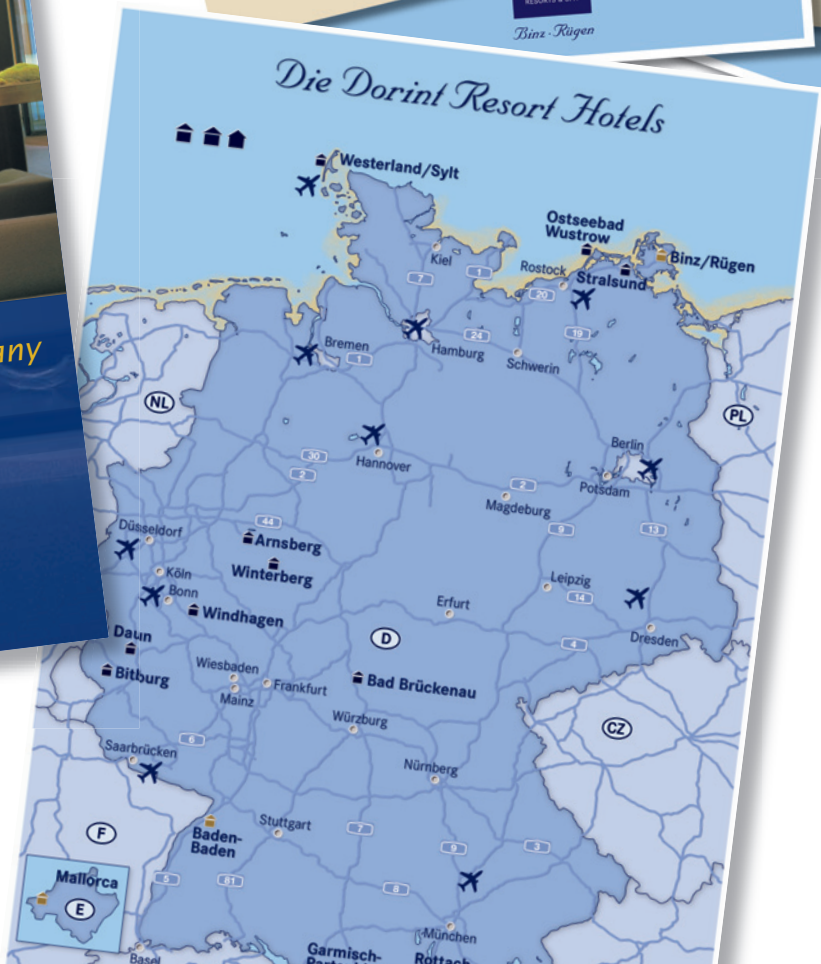 RESORTS &
Binz · Rügen
Die Dorint Resort Hotels
Westerland/Sylt
Ostseebad
Wustrow
Binz/Rügen
Kiel
Rostock
Stralsund
7
1
20
Bremen
1
Hamburg
24
19
Schwerin
any
NL
PL
Hannover
30
2
Berlin
Potsdam
2
Magdeburg
Düsseldorf
44
Arnsberg
9
13
Köln
Winterberg
Bonn
Windhagen
Leipzig
14
Erfurt
Dresden
Daun
D
4
Bitburg
Wiesbaden
Mainz
Frankfurt
Bad Brückenau
Würzburg
CZ
Saarbrücken
6
Nürnberg
F
Baden-
Baden
Stuttgart
7
9
3
Mallorca
E
5
81
8
München
Basel
Garmisch-